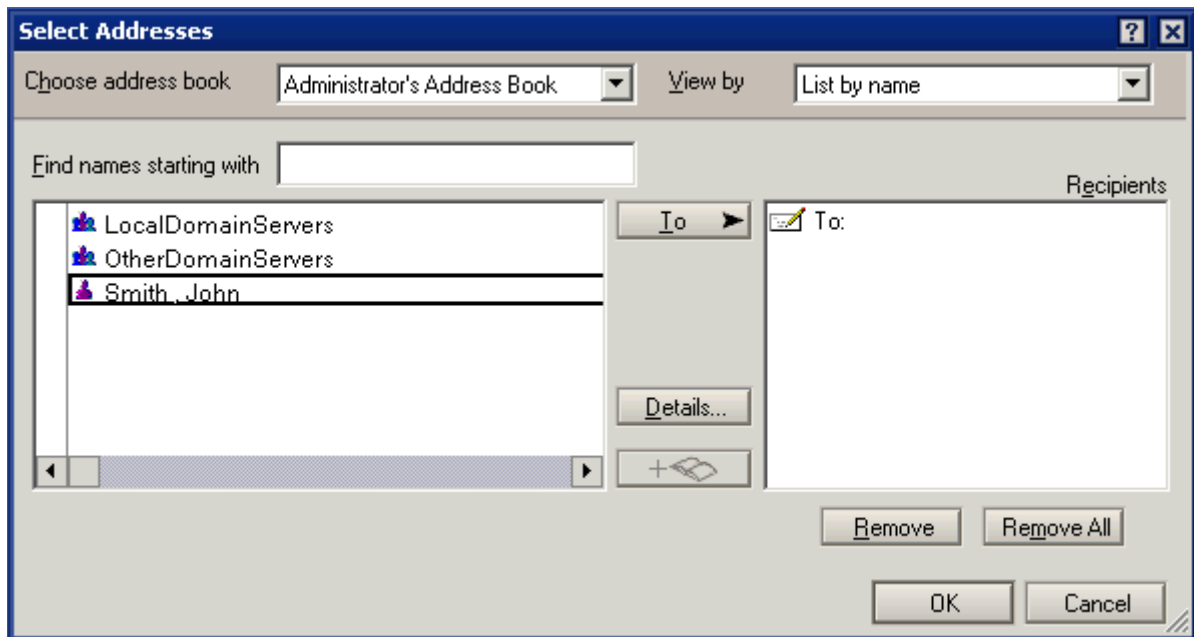 Select Addresses
Choose address book Administrator's Address Book View by List by name
Find names starting with
Recipients
LocalDomainServers To To:
OtherDomainServers
Smith , John
Details...
+
Remove Remove All
OK Cancel